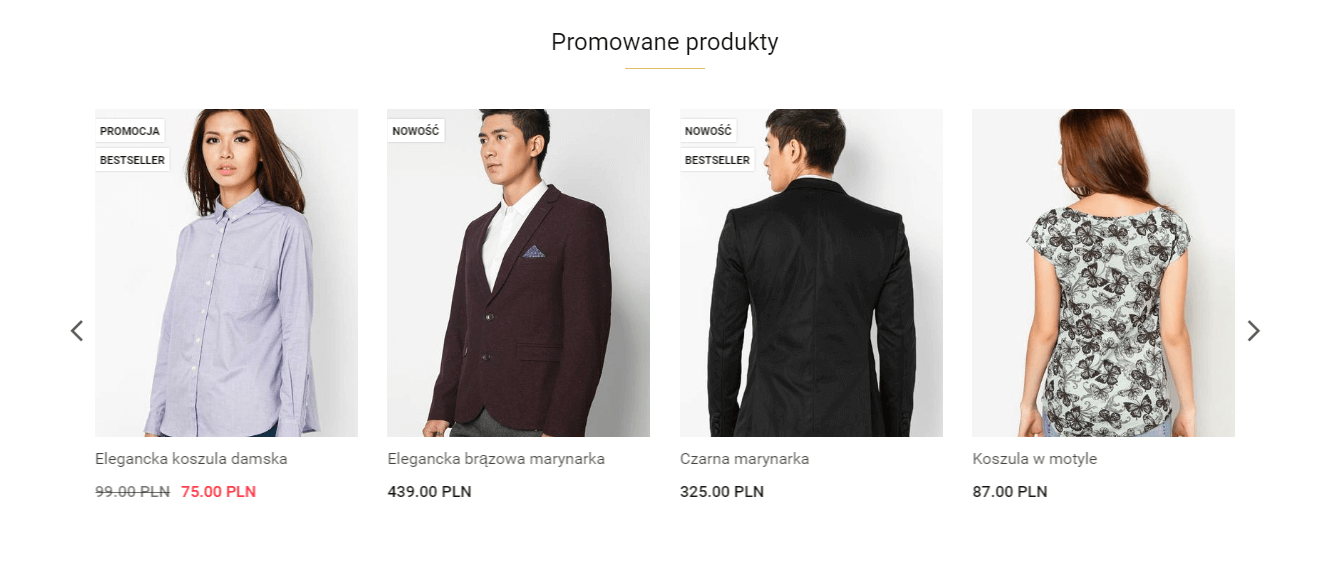 Promowane produkty
PROMOCJA
BESTSELLER
NOWOŚĆ
NOWOŚĆ
BESTSELLER
Elegancka koszula damska
99.00 PLN 75.00 PLN
Elegancka brązowa marynarka
439.00 PLN
Czarna marynarka
325.00 PLN
Koszula w motyle
87.00 PLN